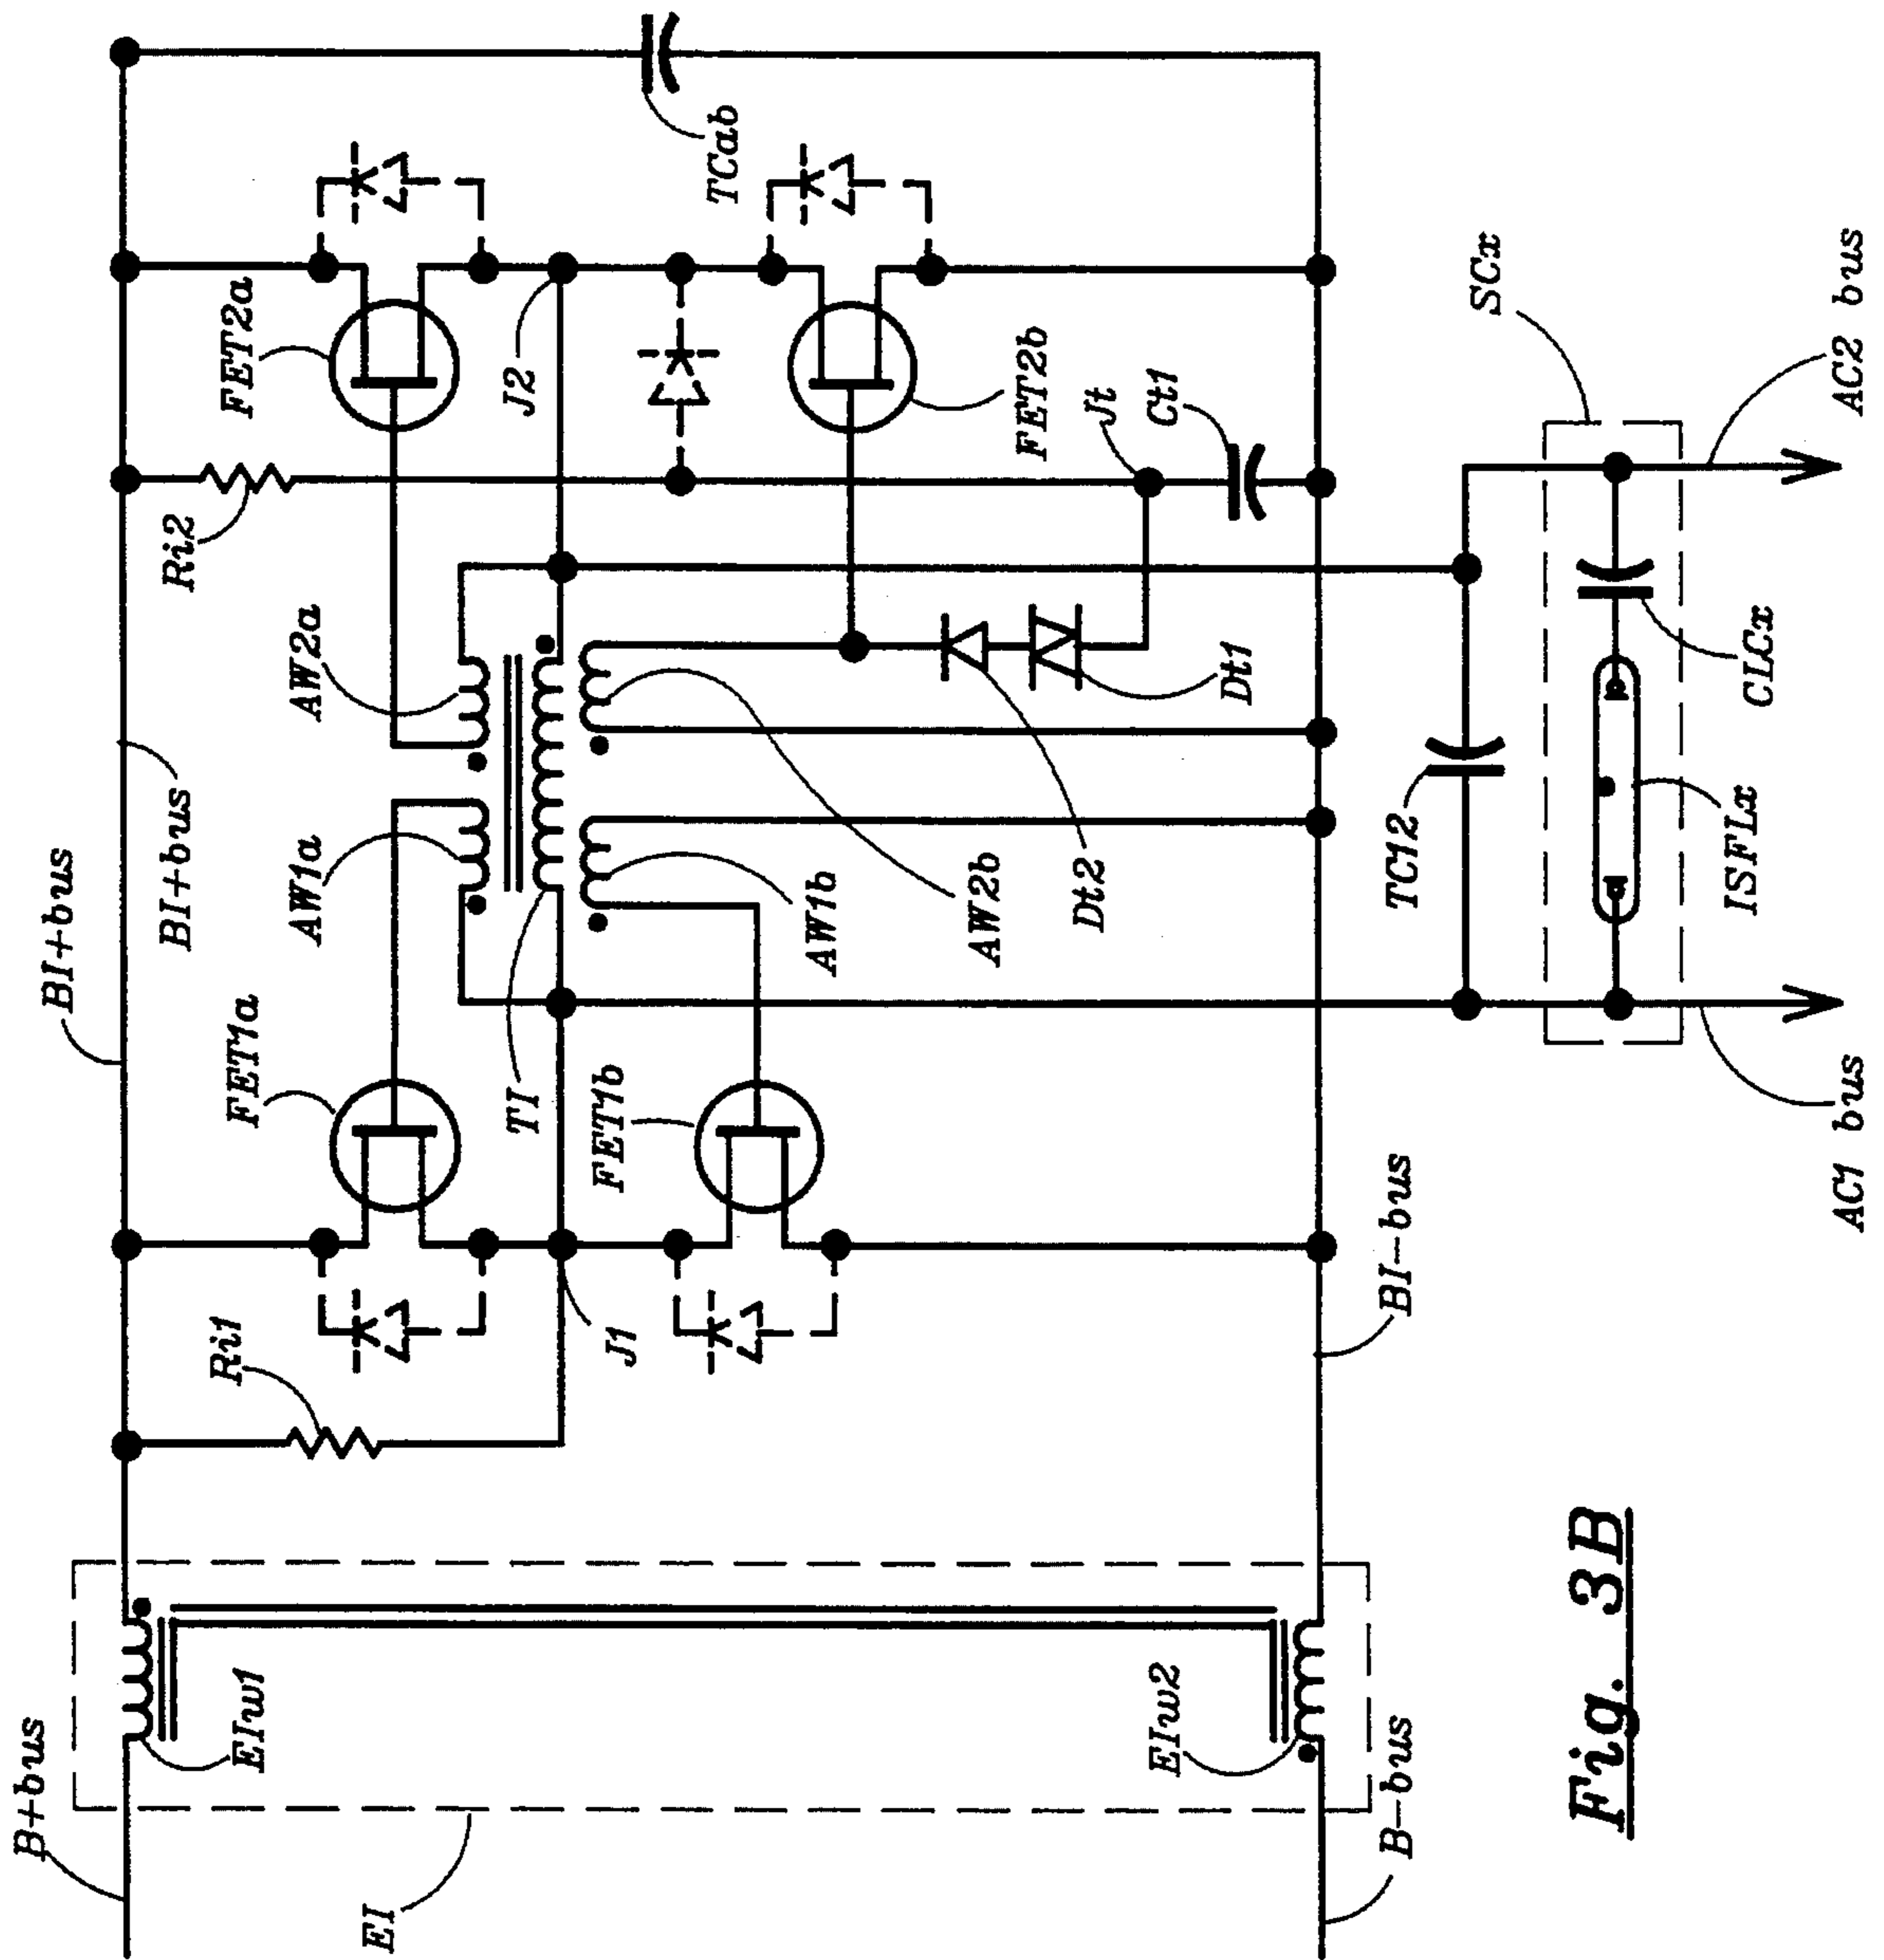 B+bus
EIw1
EI
EIw2
B-bus
BI+bus
BI+bus
Ri1
J1
FET1a
TI
FET1b
BI-bus
AW1a
AW2a
AW1b
AW2b
Dt2
Dt1
Ri2
FET2a
J2
FET2b
Jt
Ct1
TCab
TC12
SCx
CLCx
ISFLx
AC1 bus
AC2 bus
Fig. 3B